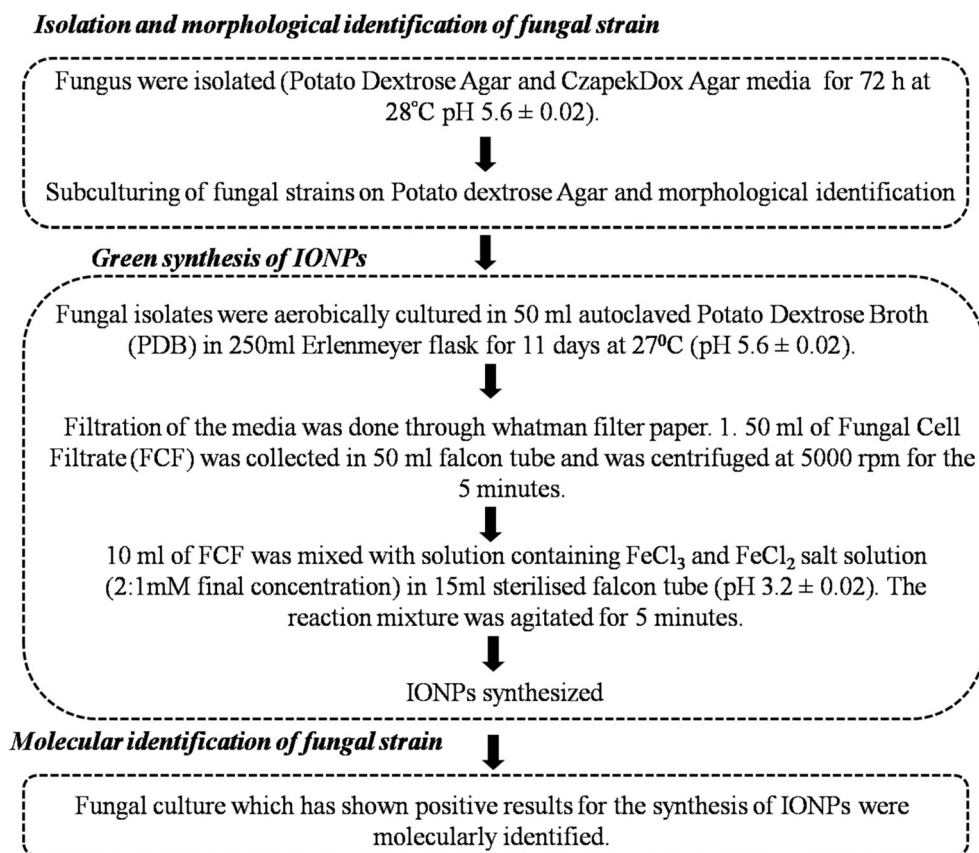 Isolation and morphological identification of fungal strain
Fungus were isolated (Potato Dextrose Agar and CzapekDox Agar media for 72 h at
28°C pH 5.6 ± 0.02).
Subculturing of fungal strains on Potato dextrose Agar and morphological identification
Green synthesis of IONPs
Fungal isolates were aerobically cultured in 50 ml autoclaved Potato Dextrose Broth
(PDB) in 250ml Erlenmeyer flask for 11 days at 27⁰C (pH 5.6 ± 0.02).
Filtration of the media was done through whatman filter paper. 1. 50 ml of Fungal Cell
Filtrate (FCF) was collected in 50 ml falcon tube and was centrifuged at 5000 rpm for the
5 minutes.
10 ml of FCF was mixed with solution containing FeCl₃ and FeCl₂ salt solution
(2:1mM final concentration) in 15ml sterilised falcon tube (pH 3.2 ± 0.02). The
reaction mixture was agitated for 5 minutes.
IONPs synthesized
Molecular identification of fungal strain
Fungal culture which has shown positive results for the synthesis of IONPs were
molecularly identified.